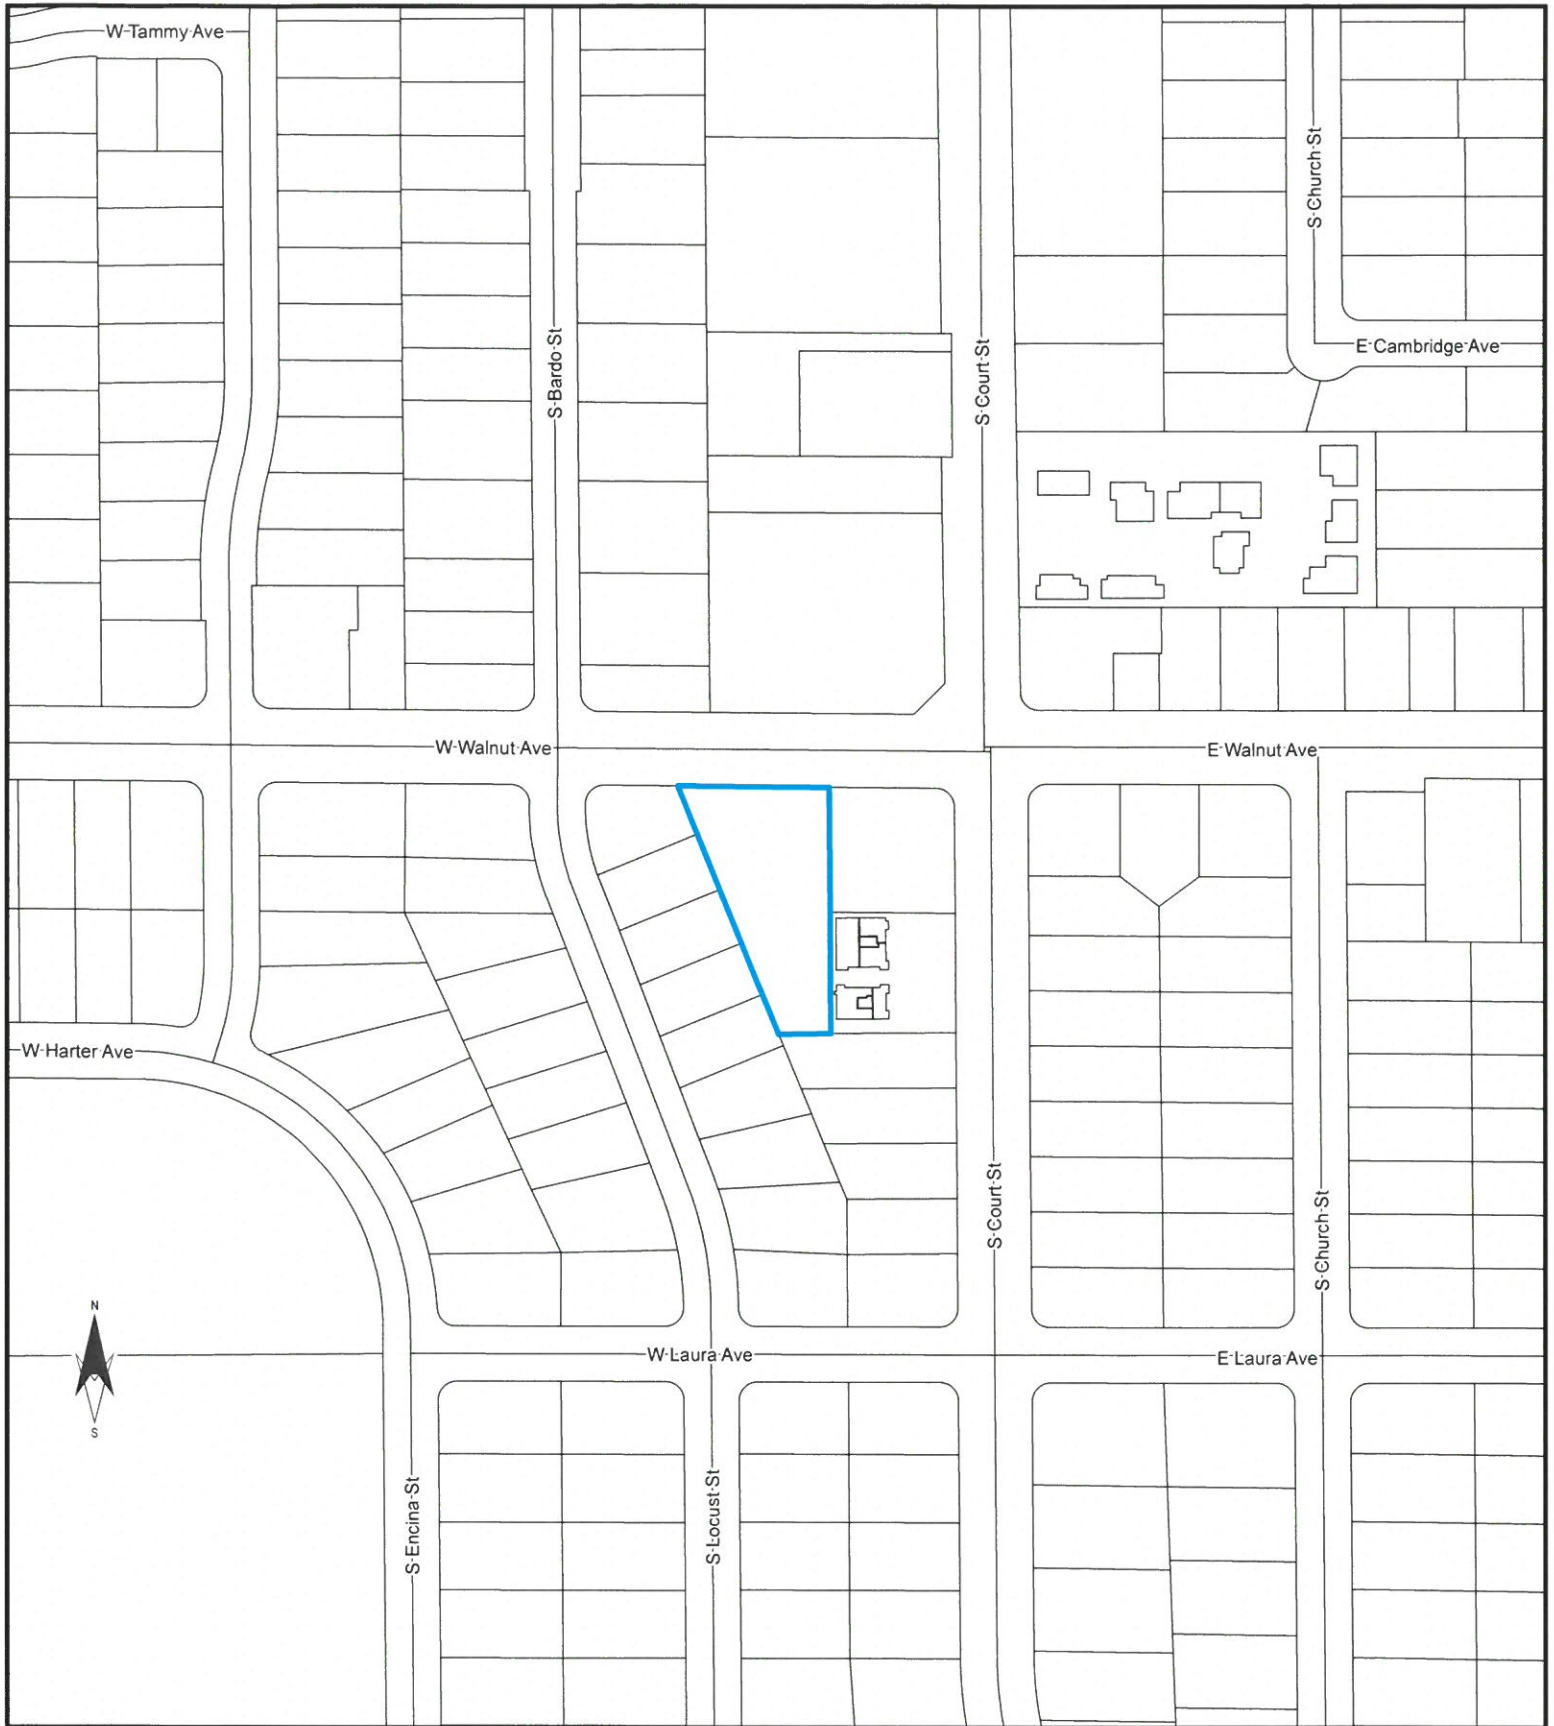 W Tammy Ave
S Church St
S Bardo St
S Court St
E Cambridge Ave
W Walnut Ave
E Walnut Ave
W Harter Ave
S Court St
S Church St
N
S
W Laura Ave
E Laura Ave
S Encina St
S Locust St